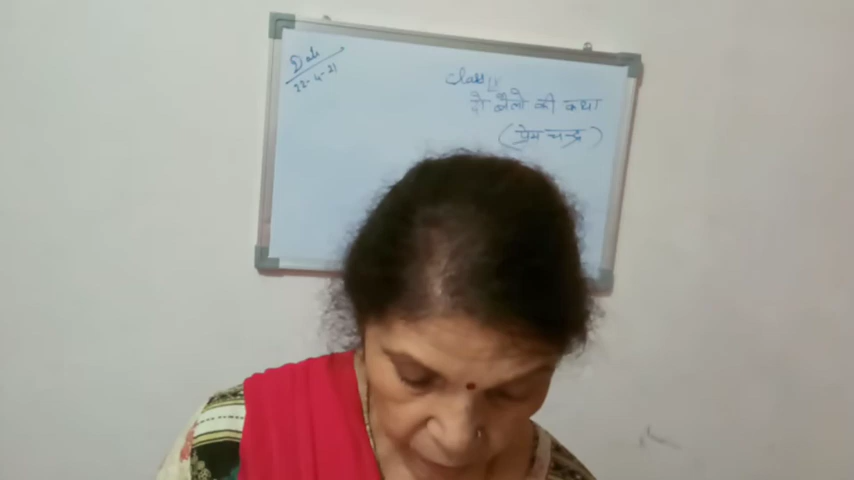 Date
22-4-21
Class IX
दो बैलो की कथा
(प्रेमचन्द्र)